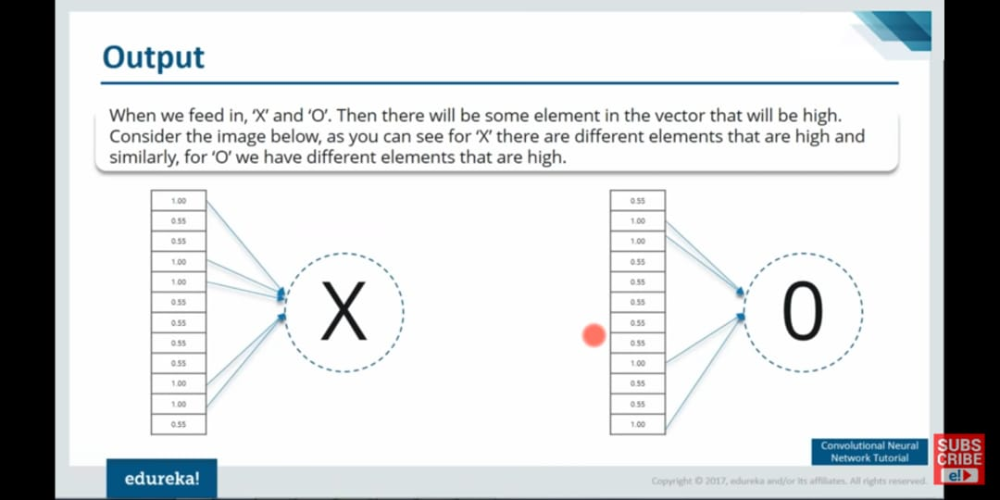 Output
When we feed in, ‘X’ and ‘O’. Then there will be some element in the vector that will be high.
Consider the image below, as you can see for ‘X’ there are different elements that are high and
similarly, for ‘O’ we have different elements that are high.
1.00
0.55
0.55
1.00
1.00
0.55
0.55
0.55
0.55
1.00
1.00
0.55
X
0.55
1.00
1.00
0.55
0.55
0.55
0.55
0.55
1.00
0.55
0.55
1.00
0
Convolutional Neural
Network Tutorial
SUBS
CRIBE
e!
edureka!
Copyright © 2017, edureka and/or its affiliates. All rights reserved.